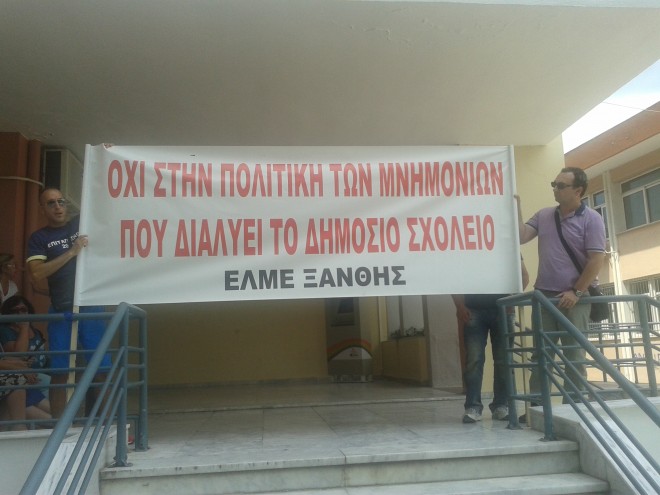 ΟΧΙ ΣΤΗΝ ΠΟΛΙΤΙΚΗ ΤΩΝ ΜΝΗΜΟΝΙΩΝ
ΠΟΥ ΔΙΑΛΥΕΙ ΤΟ ΔΗΜΟΣΙΟ ΣΧΟΛΕΙΟ
ΕΛΜΕ ΞΑΝΘΗΣ